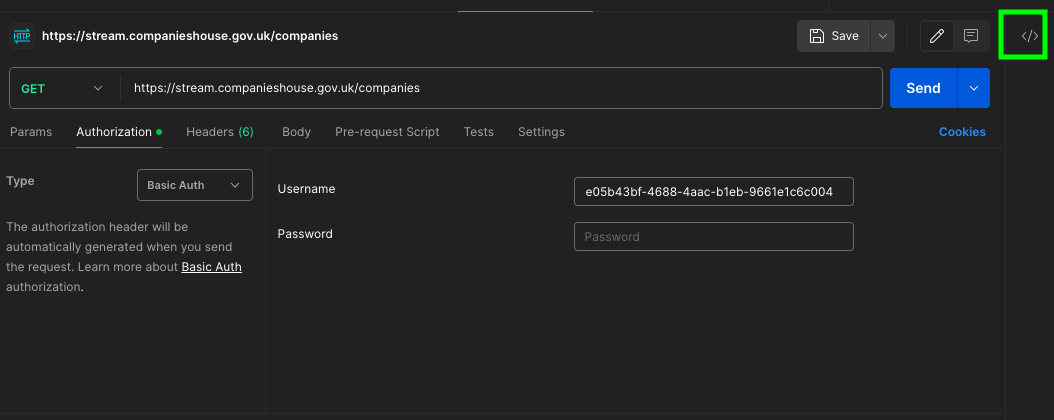 HTTP https://stream.companieshouse.gov.uk/companies Save </>
GET https://stream.companieshouse.gov.uk/companies Send
Params Authorization Headers (6) Body Pre-request Script Tests Settings Cookies
Type Basic Auth
The authorization header will be
automatically generated when you send
the request. Learn more about Basic Auth
authorization.
Username e05b43bf-4688-4aac-b1eb-9661e1c6c004
Password Password